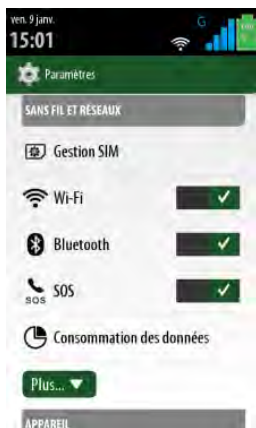 ven. 9 janv.
15:01
G
Paramètres
SANS FIL ET RÉSEAUX
Gestion SIM
Wi-Fi
Bluetooth
SOS
SOS
Consommation des données
Plus...
APPAREIL